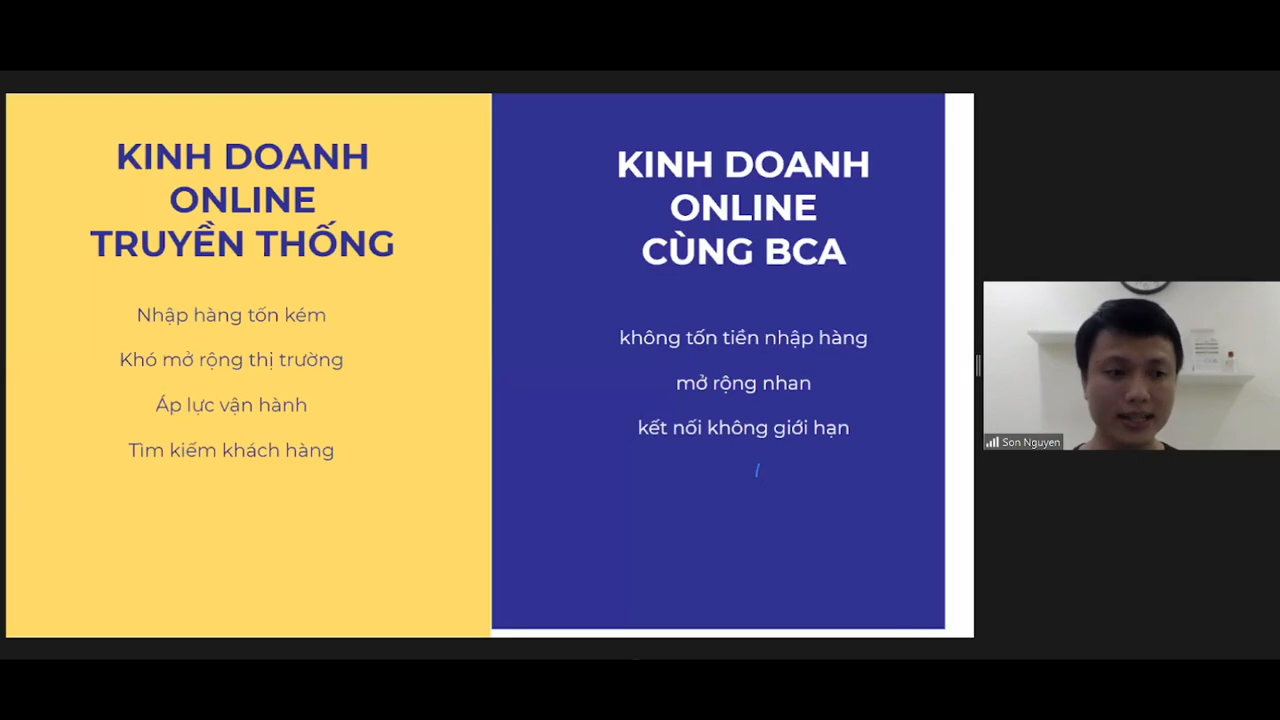 KINH DOANH
ONLINE
TRUYỀN THỐNG
Nhập hàng tốn kém
Khó mở rộng thị trường
Áp lực vận hành
Tìm kiếm khách hàng
KINH DOANH
ONLINE
CÙNG BCA
không tốn tiền nhập hàng
mở rộng nhan
kết nối không giới hạn
Son Nguyen